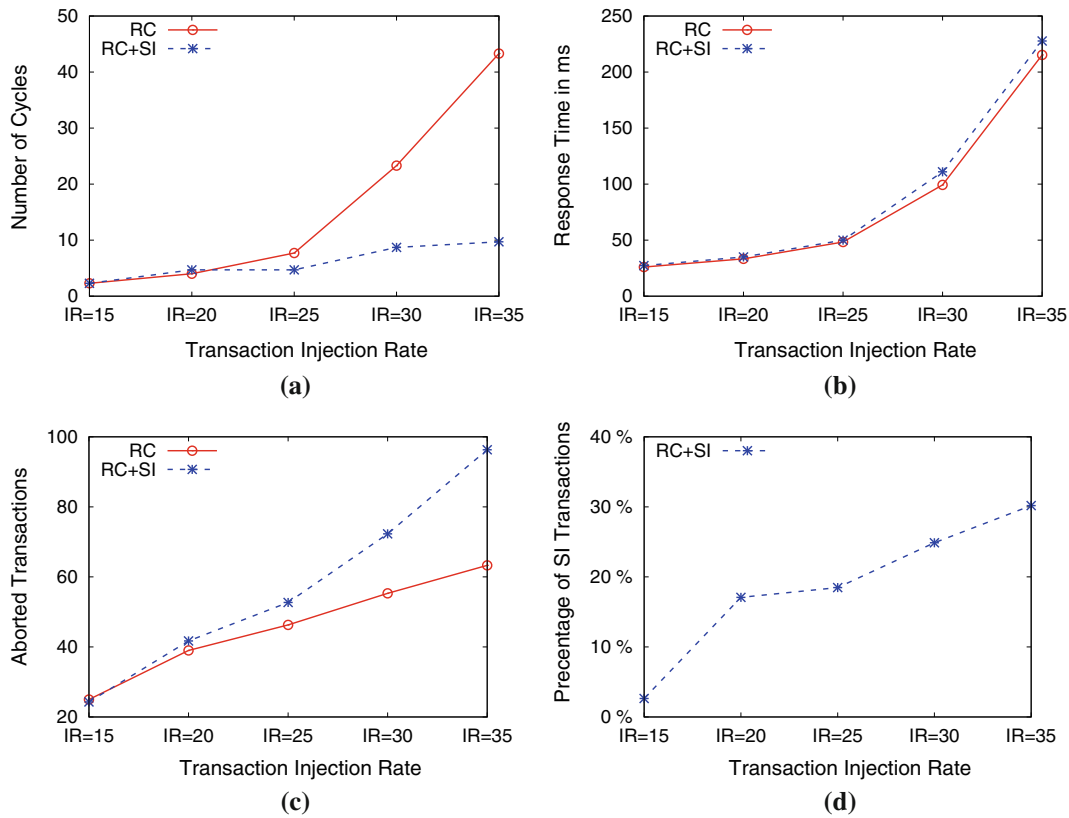 50
40
30
20
10
0
Number of Cycles
RC
RC+SI
IR=15 IR=20 IR=25 IR=30 IR=35
Transaction Injection Rate
(a)
250
200
150
100
50
0
Response Time in ms
RC
RC+SI
IR=15 IR=20 IR=25 IR=30 IR=35
Transaction Injection Rate
(b)
100
80
60
40
20
Aborted Transactions
RC
RC+SI
IR=15 IR=20 IR=25 IR=30 IR=35
Transaction Injection Rate
(c)
40 %
30 %
20 %
10 %
0 %
Precentage of SI Transactions
RC+SI
IR=15 IR=20 IR=25 IR=30 IR=35
Transaction Injection Rate
(d)